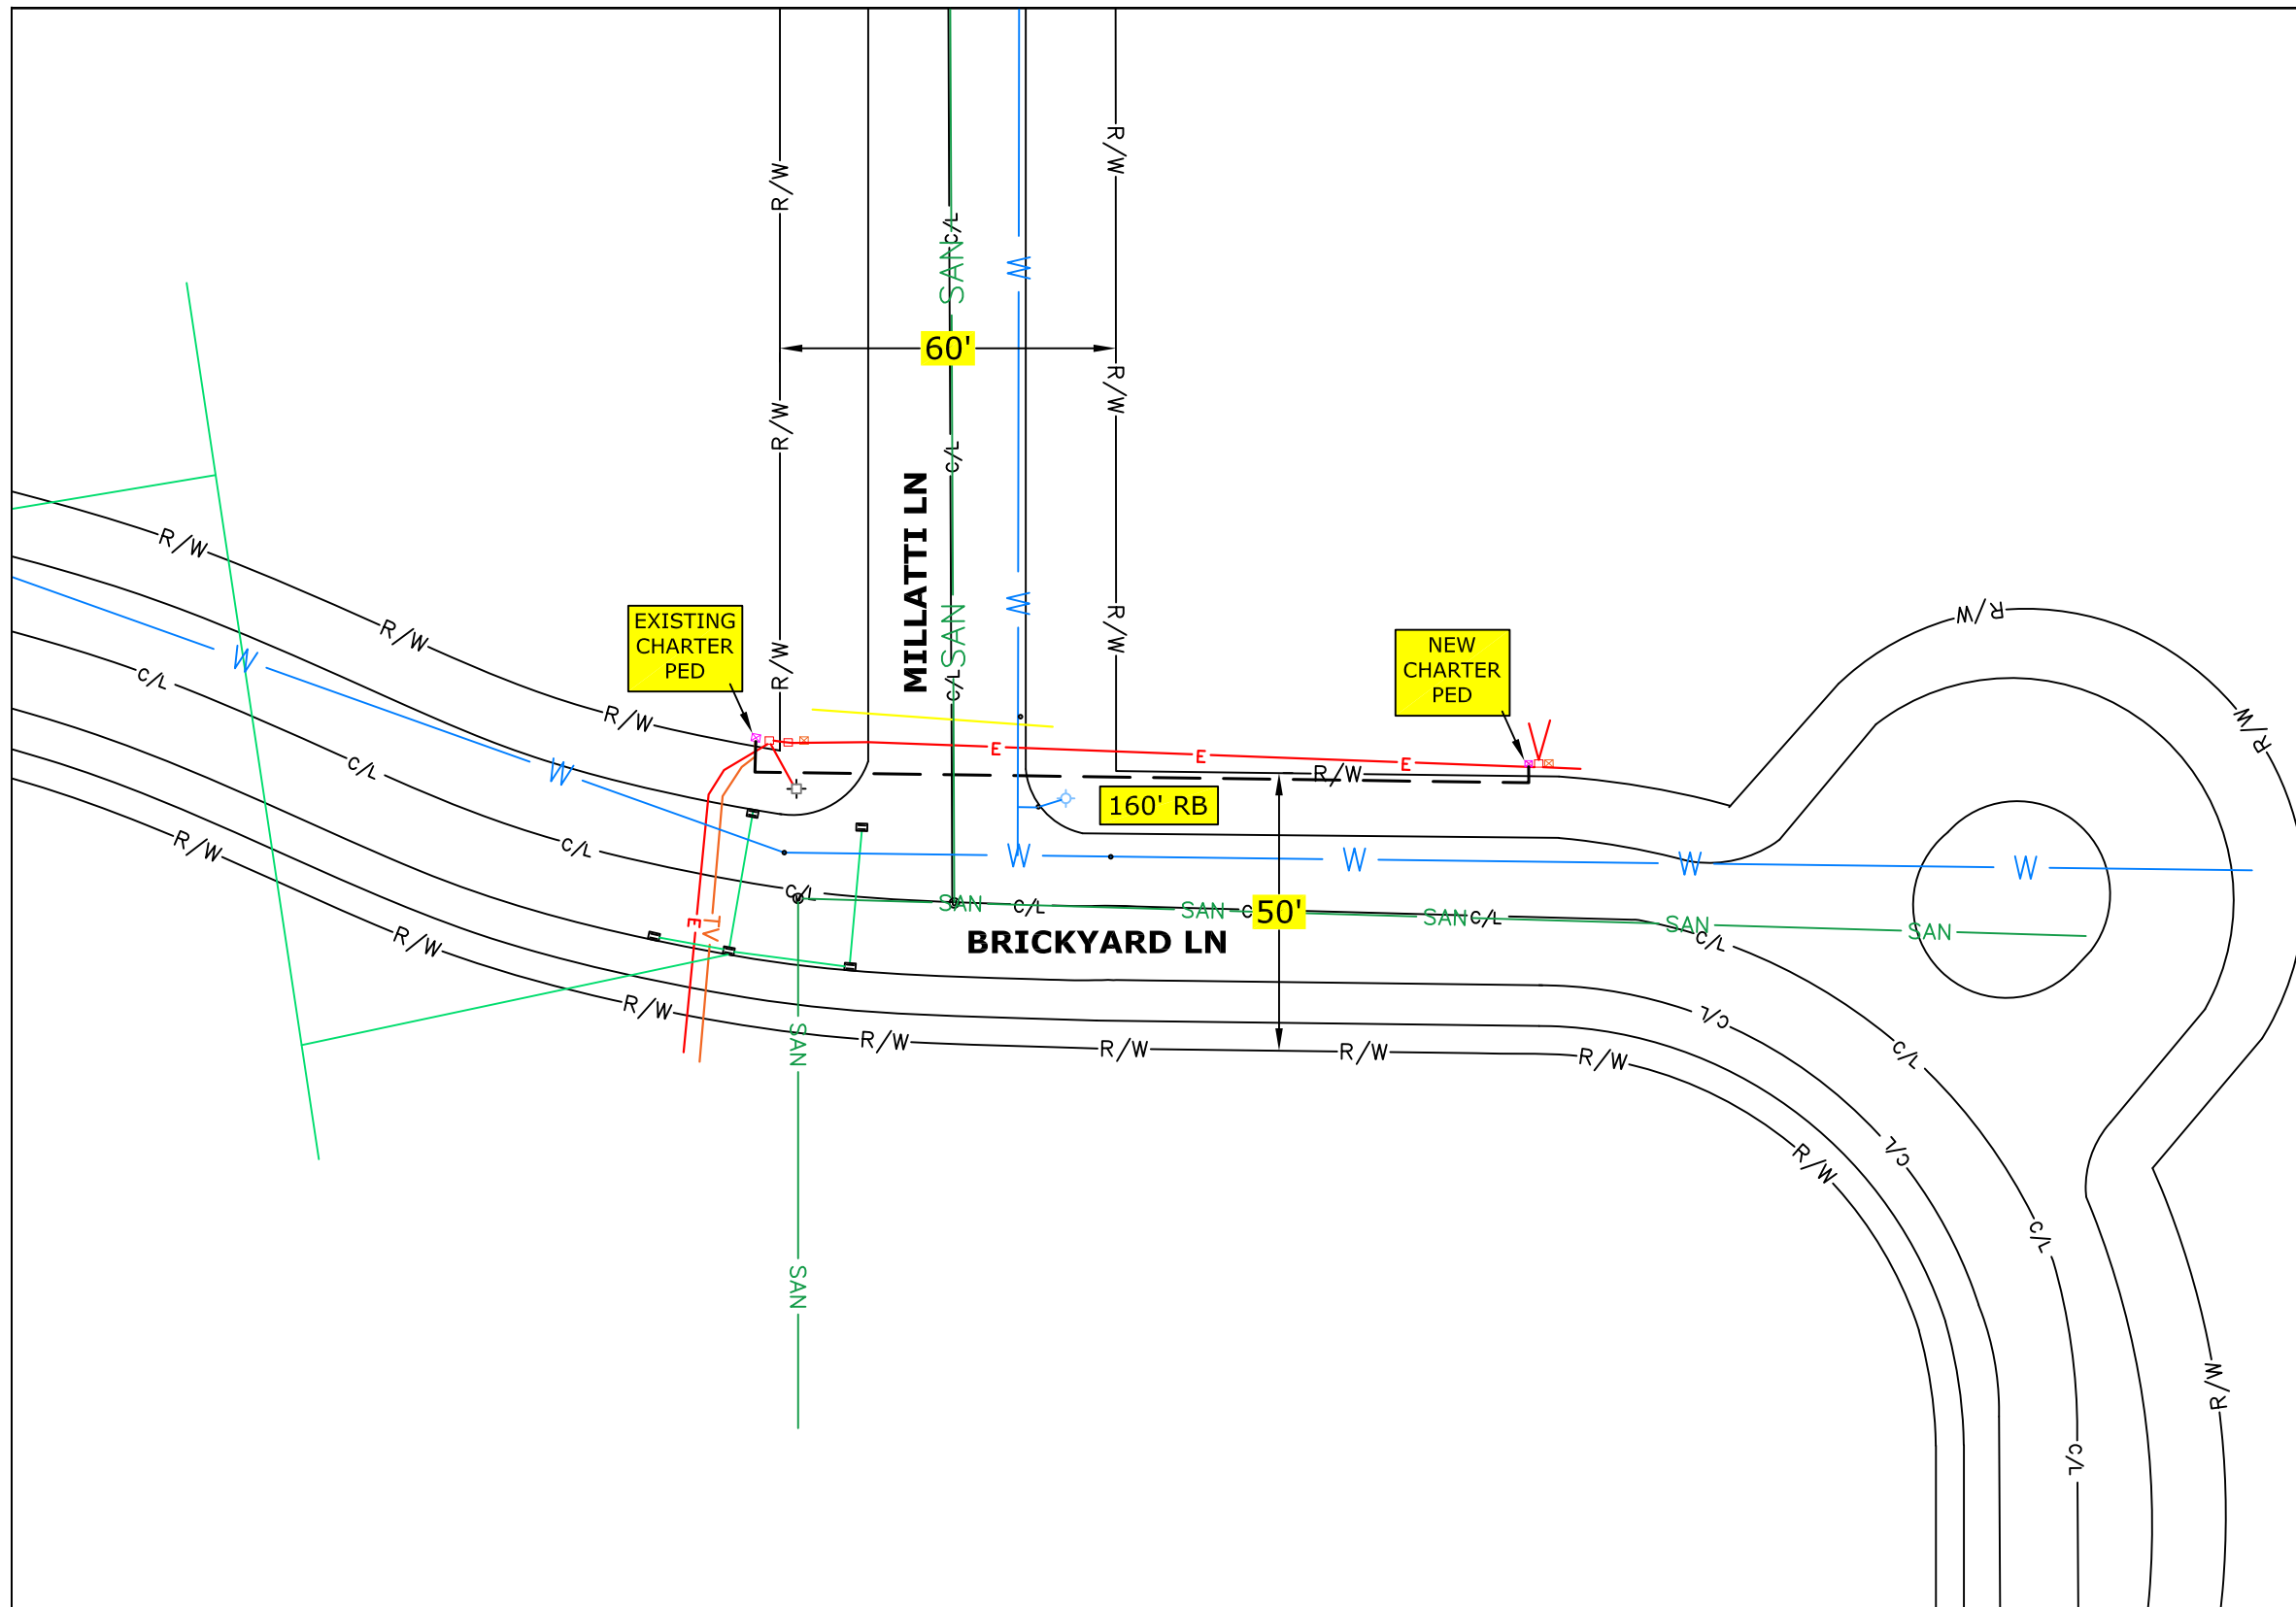 R/W
R/W
C/L
SAN
W
60'
R/W
R/W
C/L
MILLATTI LN
R/W
R/W
R/W
C/L
W
EXISTING
CHARTER
PED
R/W
R/W
SAN
W
C/L
R/W
NEW
CHARTER
PED
R/W
R/W
C/L
W
E
E
E
R/W
160' RB
R/W
C/L
W
W
W
W
C/L
SAN
C/L
SAN
C
50'
SAN
C/L
SAN
C/L
SAN
E
TV
BRICKYARD LN
R/W
R/W
SAN
R/W
R/W
R/W
R/W
C/L
C/L
C/L
R/W
C/L
SAN
R/W
C/L